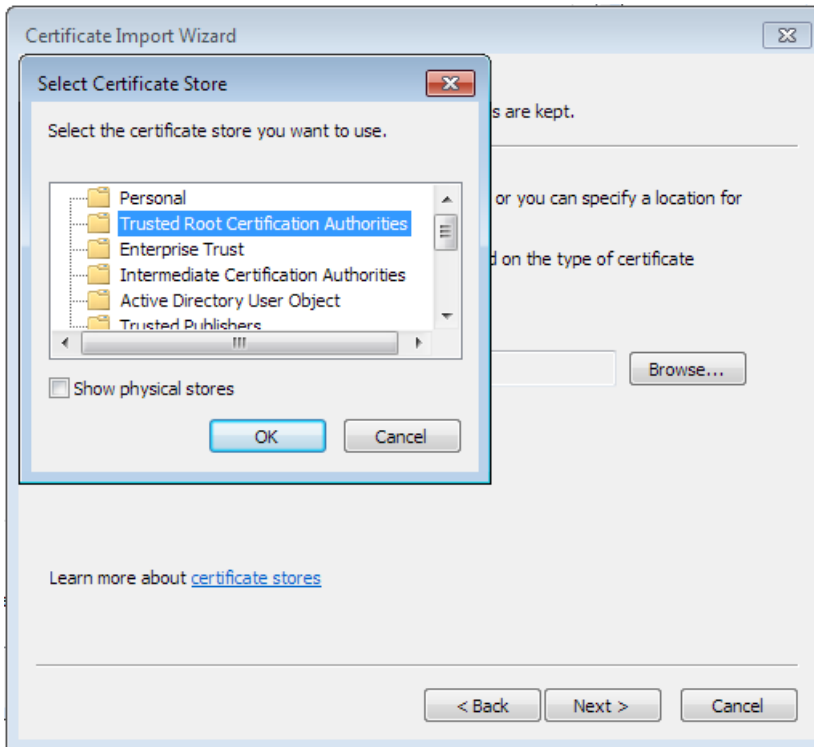 Certificate Import Wizard
Select Certificate Store
s are kept.
Select the certificate store you want to use.
Personal
or you can specify a location for
Trusted Root Certification Authorities
Enterprise Trust
d on the type of certificate
Intermediate Certification Authorities
Active Directory User Object
Trusted Publishers
Browse...
Show physical stores
OK
Cancel
Learn more about certificate stores
< Back
Next >
Cancel